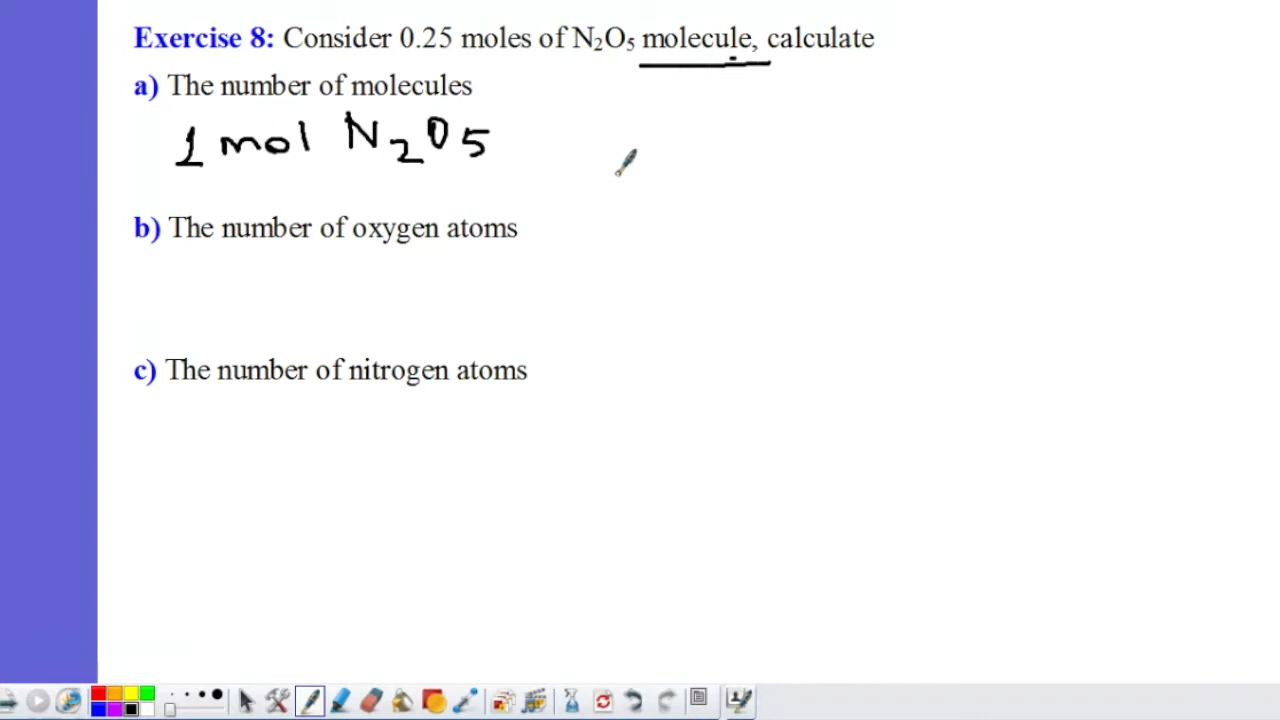 Exercise 8: Consider 0.25 moles of N₂O₅ molecule, calculate
a) The number of molecules
1 mol N₂O₅
b) The number of oxygen atoms
c) The number of nitrogen atoms